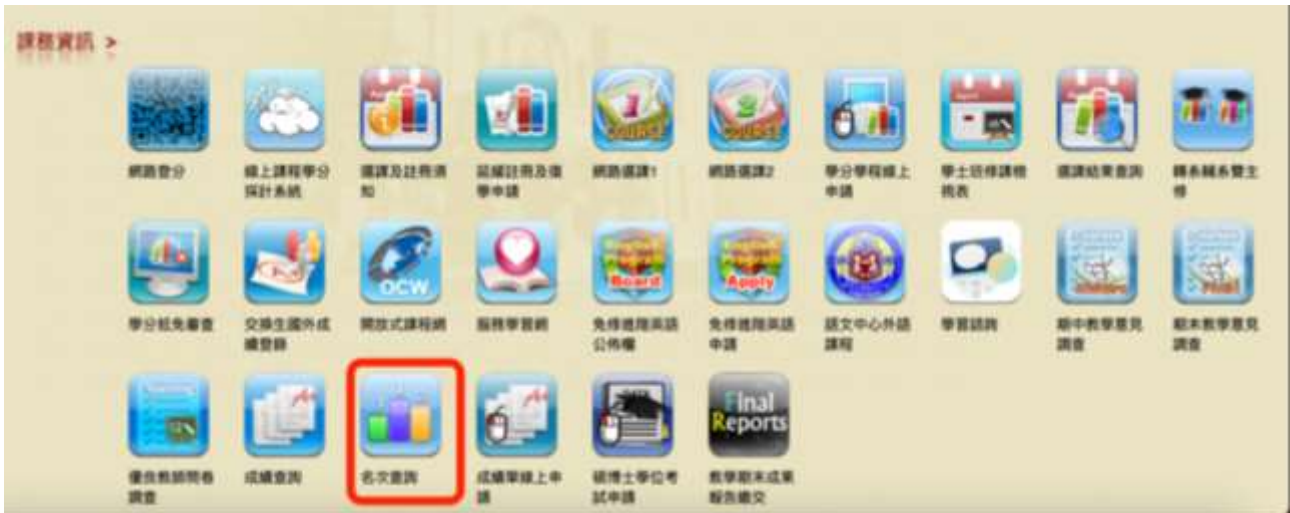 課務資訊 >
網路登分
線上課程學分
探針系統
選課及註冊須
知
延緩註冊及復
學申請
網路選課1
網路選課2
學分學程線上
申請
學士班修課檢
視表
選課結果查詢
轉系輔系雙主
修
學分抵免審查
交換生國外成
績登錄
開放式課程網
服務學習網
免修進階英語
公佈欄
免修進階英語
申請
語文中心外語
課程
學習諮詢
期中教學意見
調查
期末教學意見
調查
1
COURSE
2
COURSE
OCW
English
Board
English
Apply
優良教師問卷
調查
成績查詢
名次查詢
成績單線上申
請
碩博士學位考
試申請
Final
Reports
教學期末成果
報告繳交